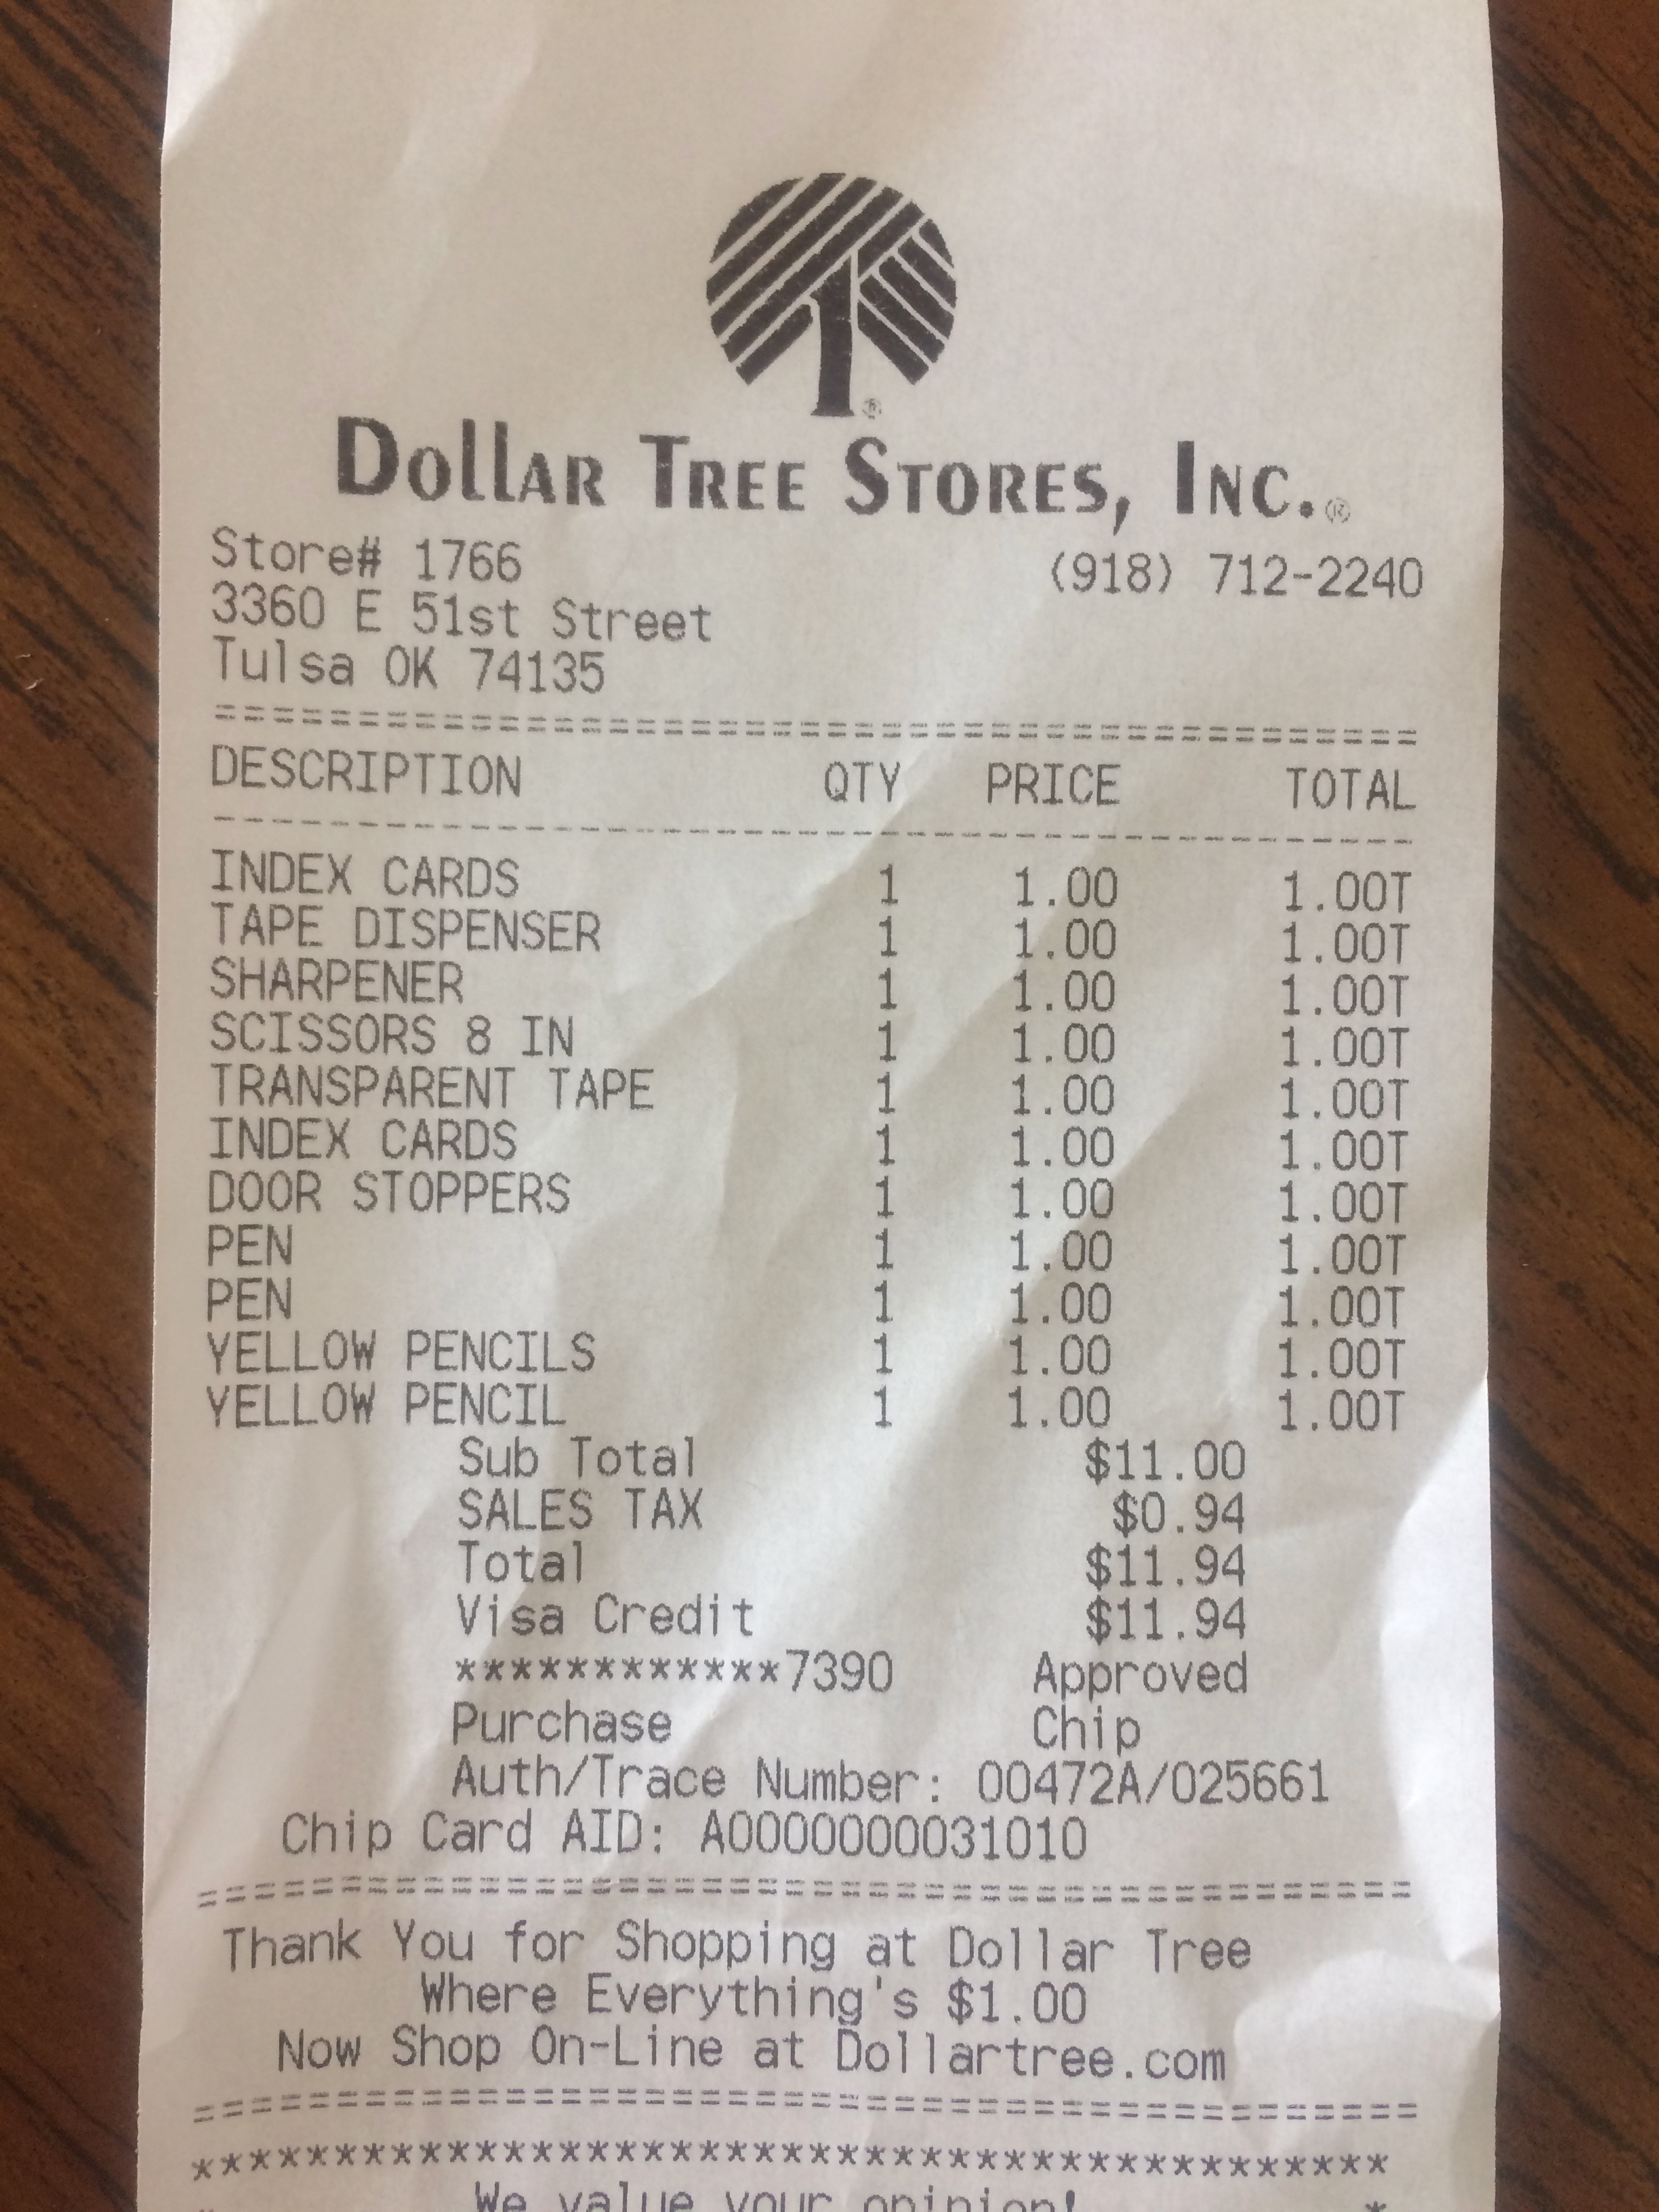 Dollar Tree Stores, Inc.®
Store# 1766 (918) 712-2240
3360 E 51st Street
Tulsa OK 74135
========================================
DESCRIPTION QTY PRICE TOTAL
----------------------------------------
INDEX CARDS 1 1.00 1.00T
TAPE DISPENSER 1 1.00 1.00T
SHARPENER 1 1.00 1.00T
SCISSORS 8 IN 1 1.00 1.00T
TRANSPARENT TAPE 1 1.00 1.00T
INDEX CARDS 1 1.00 1.00T
DOOR STOPPERS 1 1.00 1.00T
PEN 1 1.00 1.00T
PEN 1 1.00 1.00T
YELLOW PENCILS 1 1.00 1.00T
YELLOW PENCIL 1 1.00 1.00T
Sub Total $11.00
SALES TAX $0.94
Total $11.94
Visa Credit $11.94
************7390 Approved
Purchase Chip
Auth/Trace Number: 00472A/025661
Chip Card AID: A0000000031010
========================================
Thank You for Shopping at Dollar Tree
Where Everything's $1.00
Now Shop On-Line at Dollartree.com
========================================
*******************************************
* We value your opinion! *